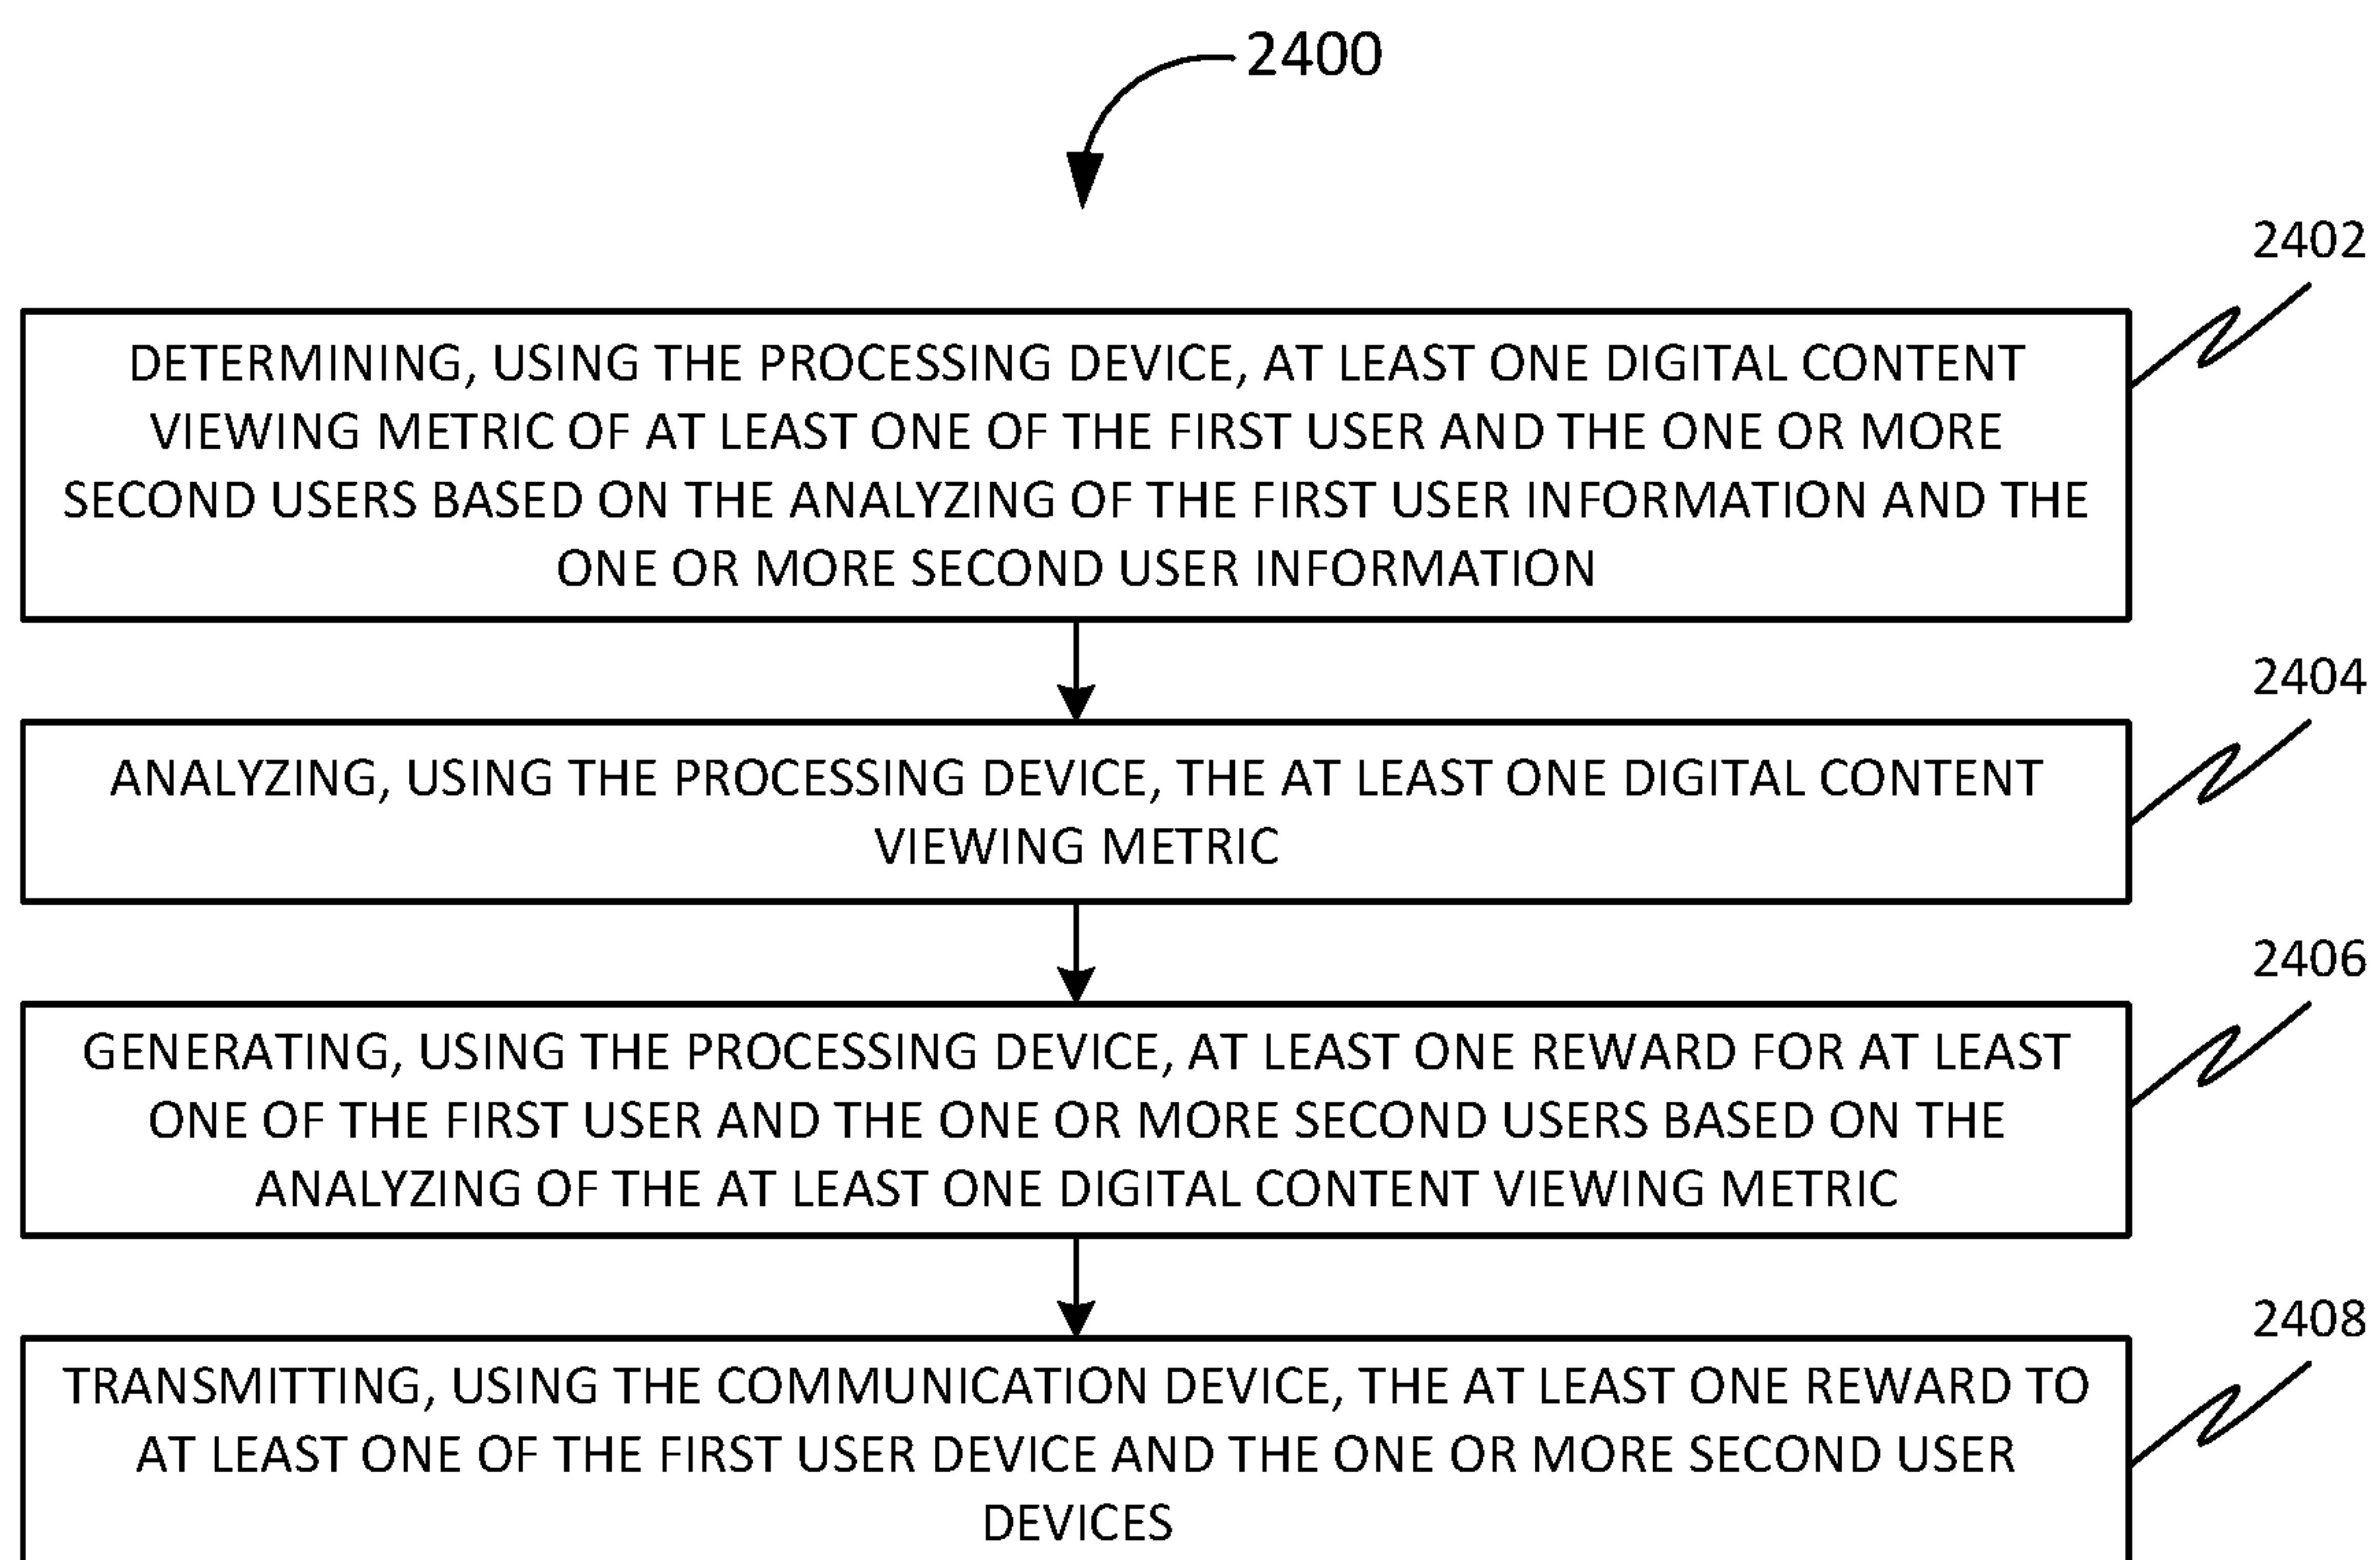 2400
2402
DETERMINING, USING THE PROCESSING DEVICE, AT LEAST ONE DIGITAL CONTENT
VIEWING METRIC OF AT LEAST ONE OF THE FIRST USER AND THE ONE OR MORE
SECOND USERS BASED ON THE ANALYZING OF THE FIRST USER INFORMATION AND THE
ONE OR MORE SECOND USER INFORMATION
2404
ANALYZING, USING THE PROCESSING DEVICE, THE AT LEAST ONE DIGITAL CONTENT
VIEWING METRIC
2406
GENERATING, USING THE PROCESSING DEVICE, AT LEAST ONE REWARD FOR AT LEAST
ONE OF THE FIRST USER AND THE ONE OR MORE SECOND USERS BASED ON THE
ANALYZING OF THE AT LEAST ONE DIGITAL CONTENT VIEWING METRIC
2408
TRANSMITTING, USING THE COMMUNICATION DEVICE, THE AT LEAST ONE REWARD TO
AT LEAST ONE OF THE FIRST USER DEVICE AND THE ONE OR MORE SECOND USER
DEVICES